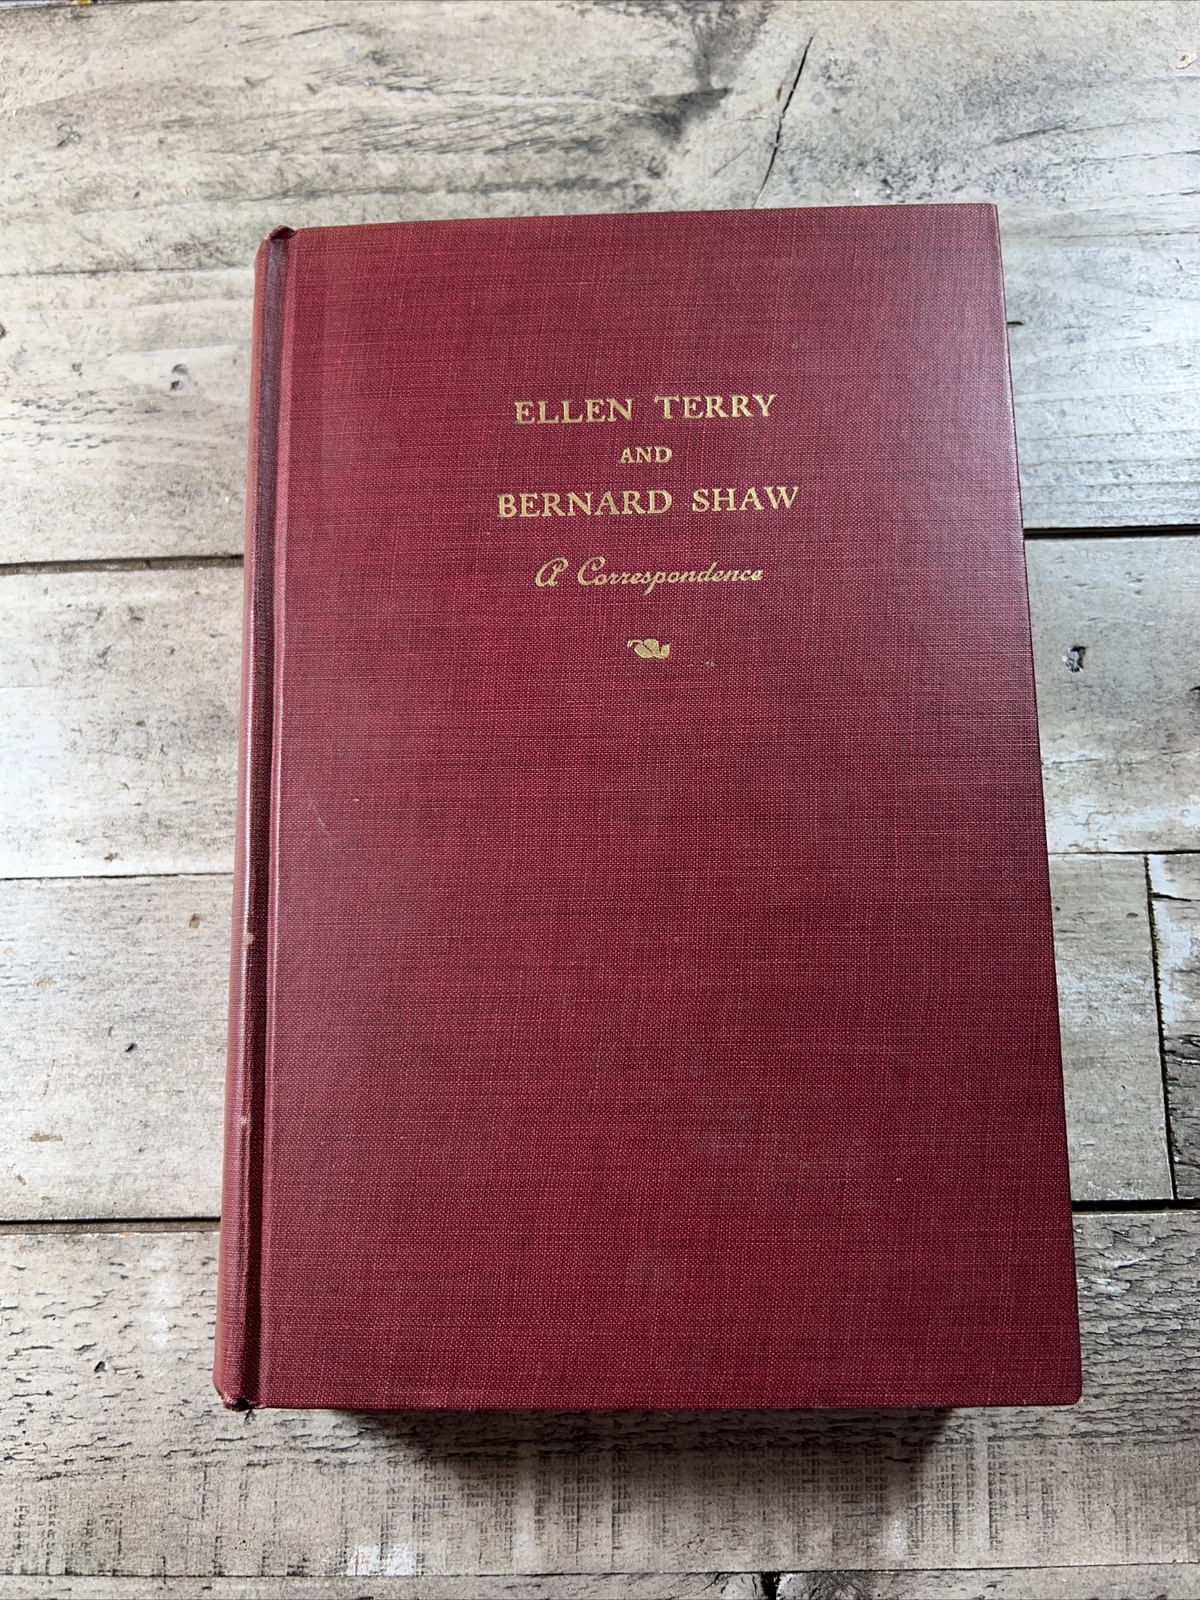 ELLEN TERRY
AND
BERNARD SHAW
A Correspondence